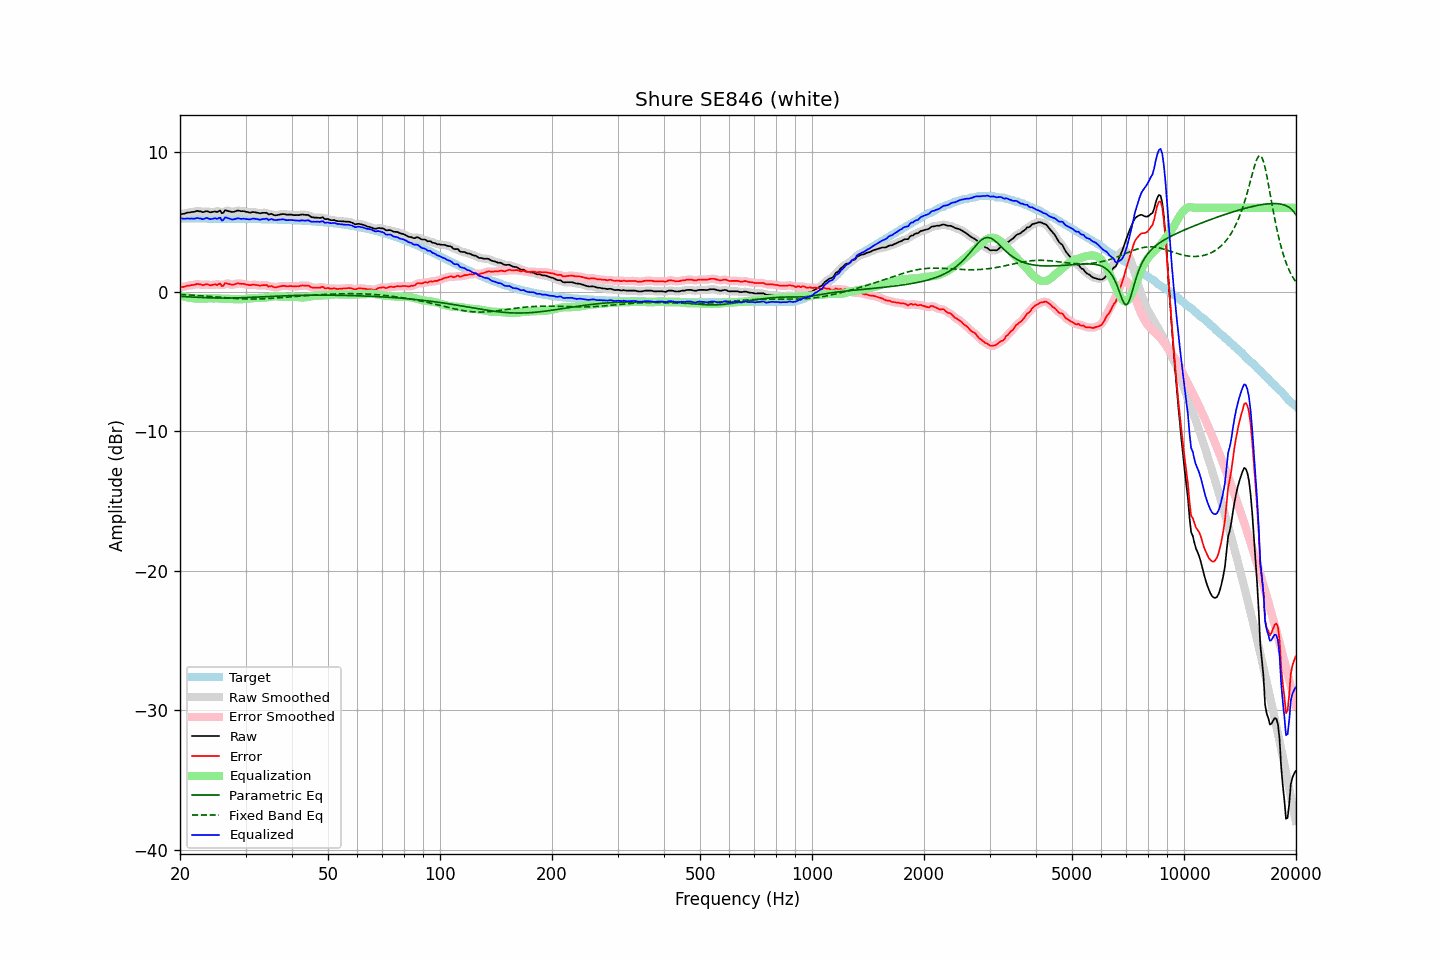 Shure SE846 (white)
Amplitude (dBr)
10
0
−10
−20
−30
−40
Target
Raw Smoothed
Error Smoothed
Raw
Error
Equalization
Parametric Eq
Fixed Band Eq
Equalized
20 50 100 200 500 1000 2000 5000 10000 20000
Frequency (Hz)